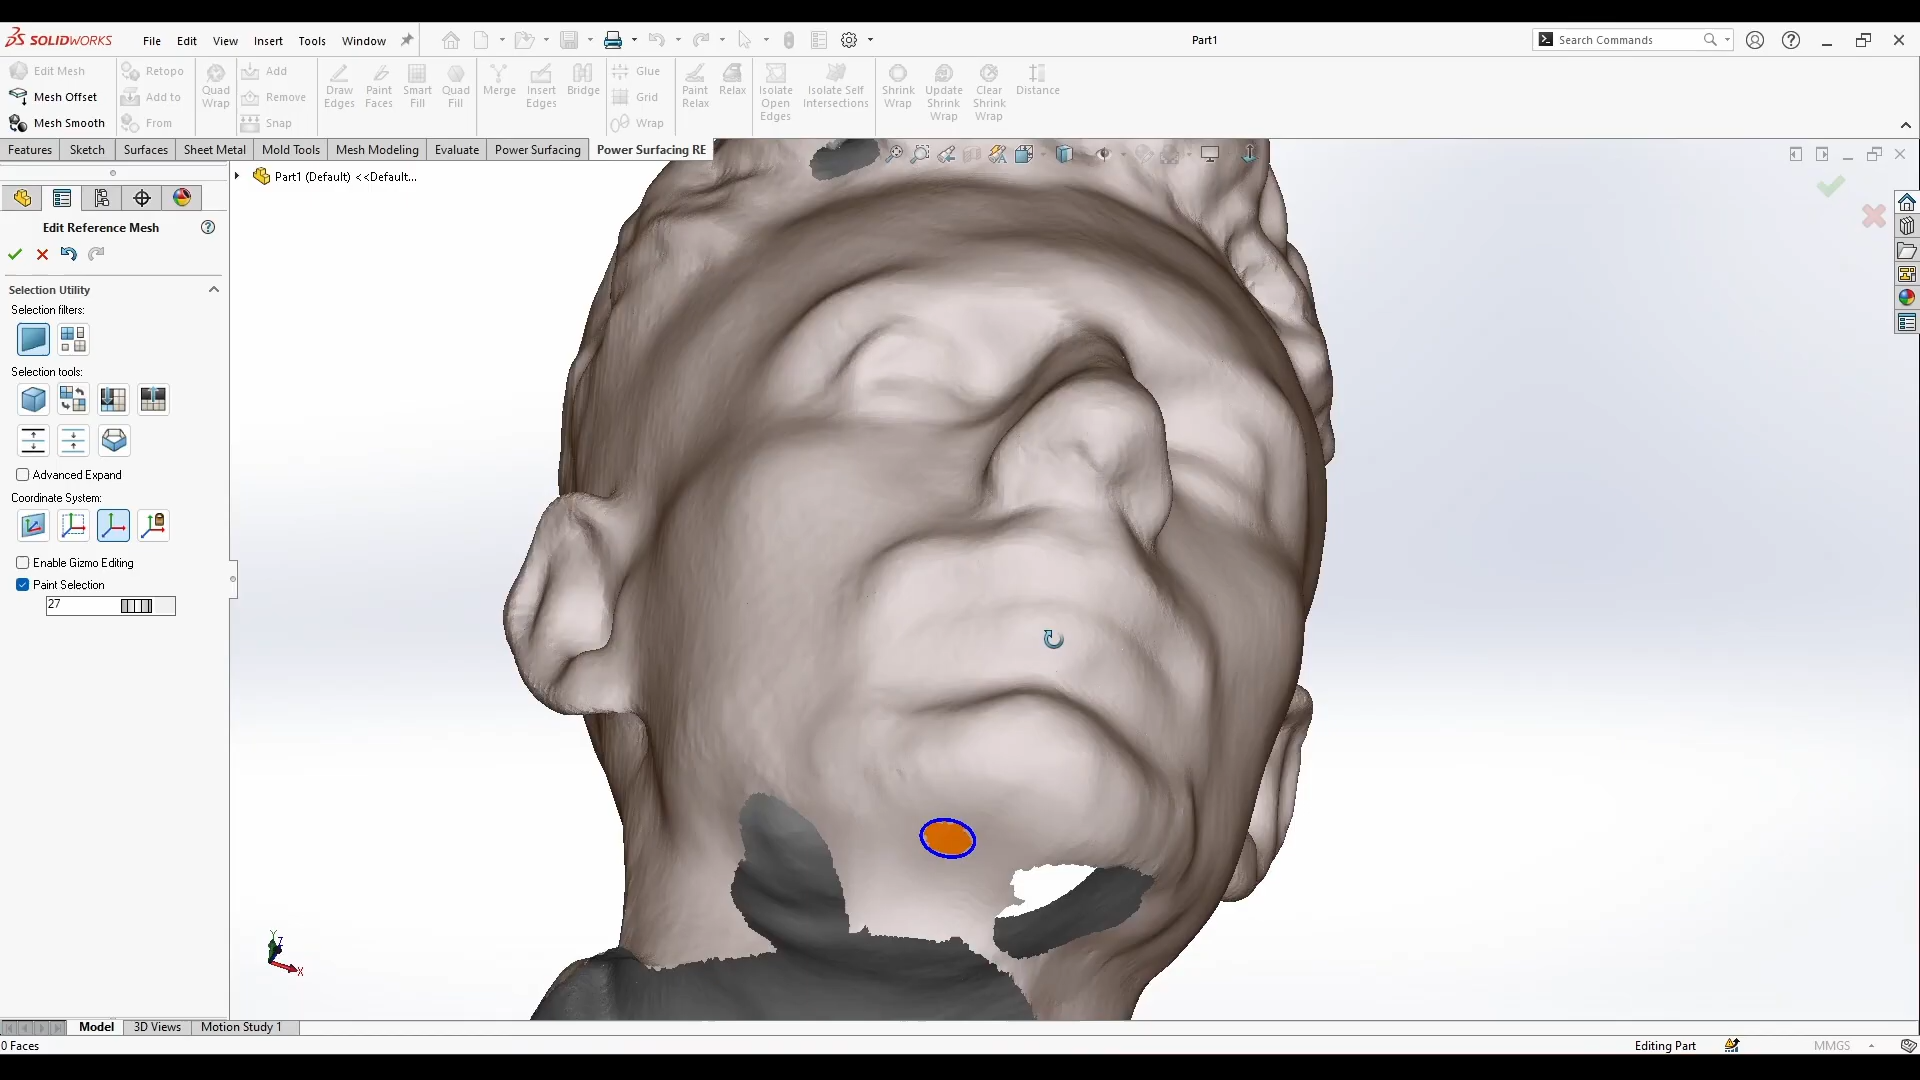 SOLIDWORKS File Edit View Insert Tools Window Part1 Search Commands
Edit Mesh Retopo Add Glue
Mesh Offset Add to Remove Grid
Mesh Smooth From Snap Wrap
Quad Wrap
Draw Edges
Paint Faces
Smart Fill
Quad Fill
Merge
Insert Edges
Bridge
Paint Relax
Relax
Isolate Open Edges
Isolate Self Intersections
Shrink Wrap
Update Shrink Wrap
Clear Shrink Wrap
Distance
Features Sketch Surfaces Sheet Metal Mold Tools Mesh Modeling Evaluate Power Surfacing Power Surfacing RE
Part1 (Default) <<Default...
Edit Reference Mesh
Selection Utility
Selection filters:
Selection tools:
Advanced Expand
Coordinate System:
Enable Gizmo Editing
Paint Selection
27
Y
Z
X
Model 3D Views Motion Study 1
0 Faces Editing Part MMGS